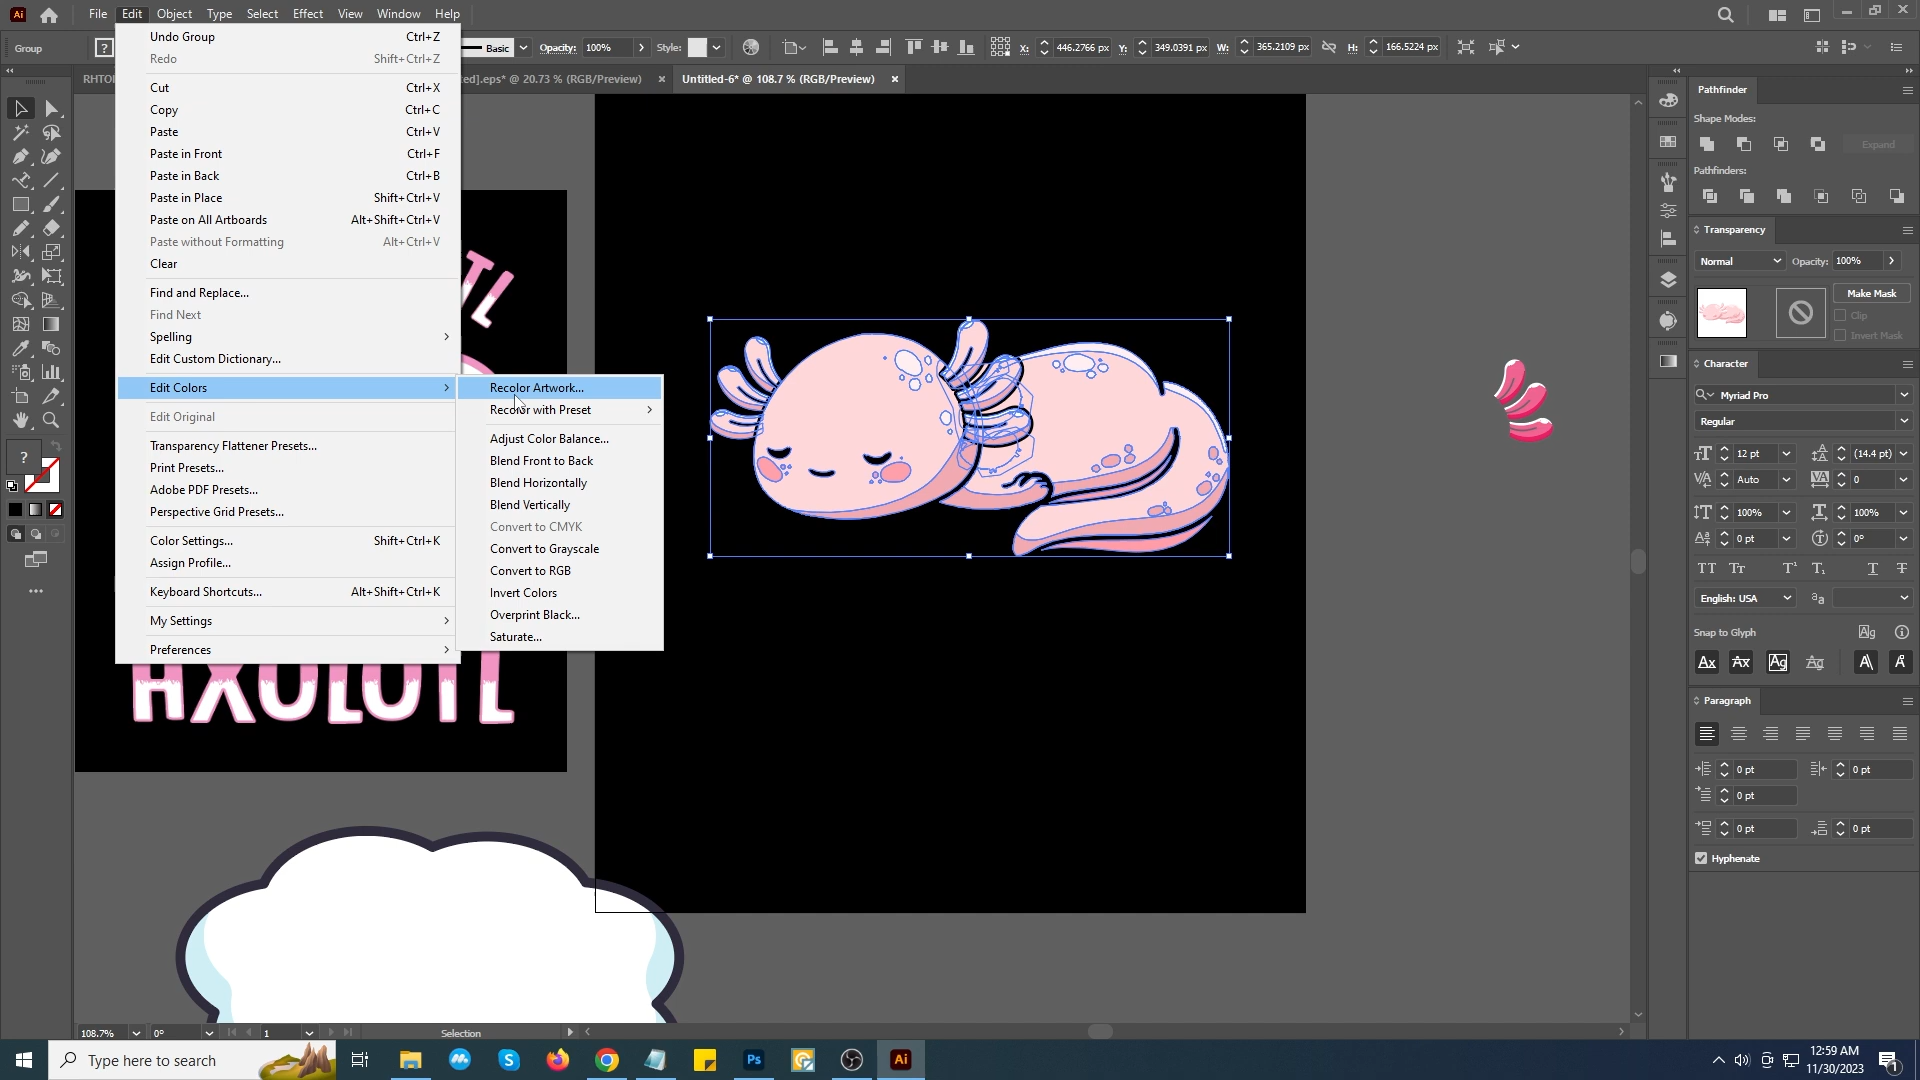 Ai File Edit Object Type Select Effect View Window Help
Group ? Basic Opacity: 100% Style: X: 446.2766 px Y: 349.0391 px W: 365.2109 px H: 166.5224 px
ed].eps* @ 20.73 % (RGB/Preview) × Untitled-6* @ 108.7 % (RGB/Preview) ×
Undo Group Ctrl+Z
Redo Shift+Ctrl+Z
Cut Ctrl+X
Copy Ctrl+C
Paste Ctrl+V
Paste in Front Ctrl+F
Paste in Back Ctrl+B
Paste in Place Shift+Ctrl+V
Paste on All Artboards Alt+Shift+Ctrl+V
Paste without Formatting Alt+Ctrl+V
Clear
Find and Replace...
Find Next
Spelling
Edit Custom Dictionary...
Edit Colors
Edit Original
Transparency Flattener Presets...
Print Presets...
Adobe PDF Presets...
Perspective Grid Presets...
Color Settings... Shift+Ctrl+K
Assign Profile...
Keyboard Shortcuts... Alt+Shift+Ctrl+K
My Settings
Preferences
Recolor Artwork...
Recolor with Preset
Adjust Color Balance...
Blend Front to Back
Blend Horizontally
Blend Vertically
Convert to CMYK
Convert to Grayscale
Convert to RGB
Invert Colors
Overprint Black...
Saturate...
TL
AXOLOTL
?
Pathfinder
Shape Modes:
Expand
Pathfinders:
Transparency
Normal Opacity: 100%
Make Mask
Clip
Invert Mask
Character
Myriad Pro
Regular
12 pt (14.4 pt)
Auto 0
100% 100%
0 pt 0°
English: USA
Snap to Glyph
Paragraph
0 pt 0 pt
0 pt
0 pt 0 pt
Hyphenate
108.7% 0° 1 Selection
Type here to search
Ps Ai
12:59 AM
11/30/2023
1